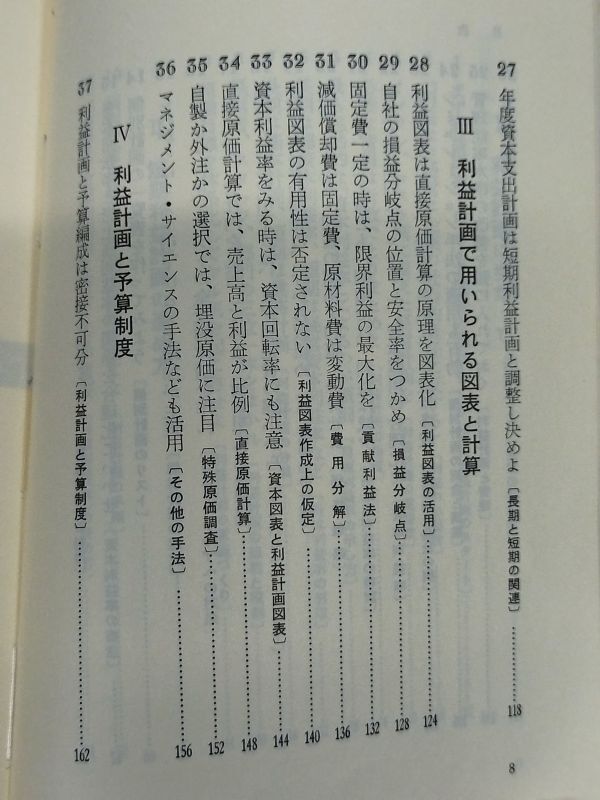 27 年度資本支出計画は短期利益計画と調整し決めよ〔長期と短期の関連〕……118
Ⅲ 利益計画で用いられる図表と計算
28 利益図表は直接原価計算の原理を図表化〔利益図表の活用〕……124
29 自社の損益分岐点の位置と安全率をつかめ〔損益分岐点〕……128
30 固定費一定の時は、限界利益の最大化を〔貢献利益法〕……132
31 減価償却費は固定費、原材料費は変動費〔費用分解〕……136
32 利益図表の有用性は否定されない〔利益図表作成上の仮定〕……140
33 資本利益率をみる時は、資本回転率にも注意〔資本図表と利益計画図表〕……144
34 直接原価計算では、売上高と利益が比例〔直接原価計算〕……148
35 自製か外注かの選択では、埋没原価に注目〔特殊原価調査〕……152
36 マネジメント・サイエンスの手法なども活用〔その他の手法〕……156
Ⅳ 利益計画と予算制度
37 利益計画と予算編成は密接不可分〔利益計画と予算制度〕……162
8